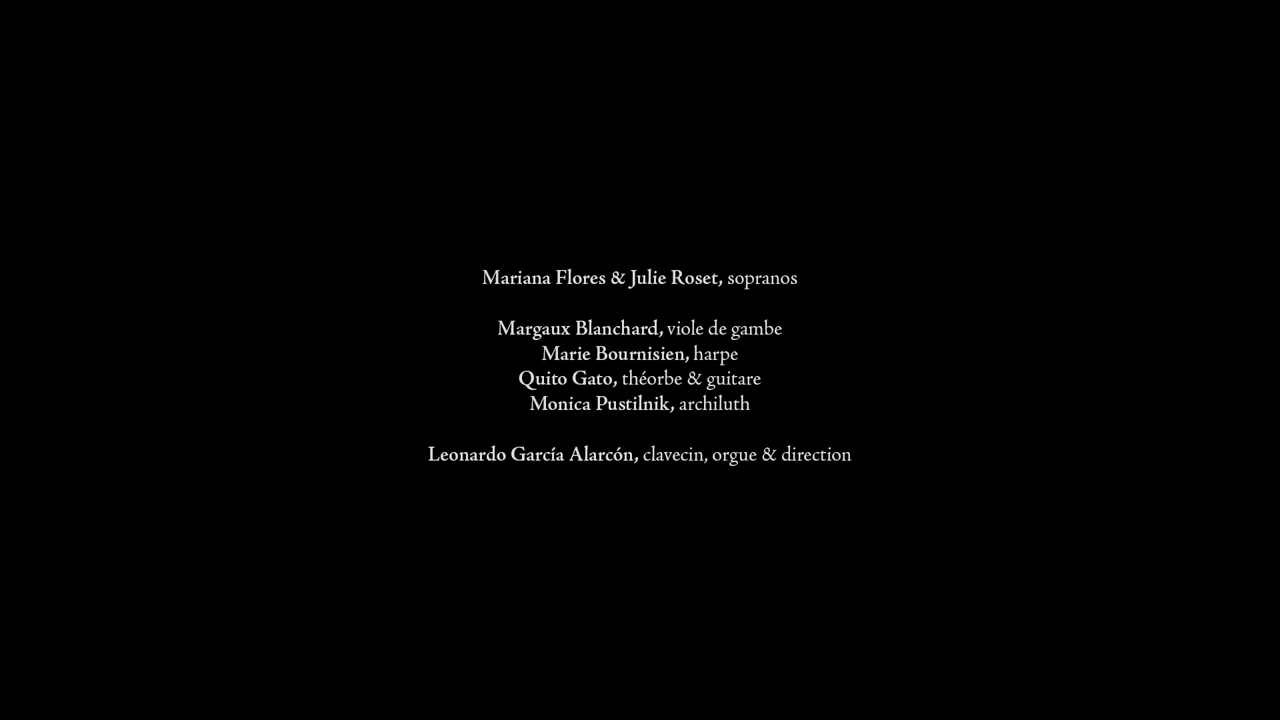 Mariana Flores & Julie Roset, sopranos
Margaux Blanchard, viole de gambe
Marie Bournisien, harpe
Quito Gato, théorbe & guitare
Monica Pustilnik, archiluth
Leonardo García Alarcón, clavecin, orgue & direction